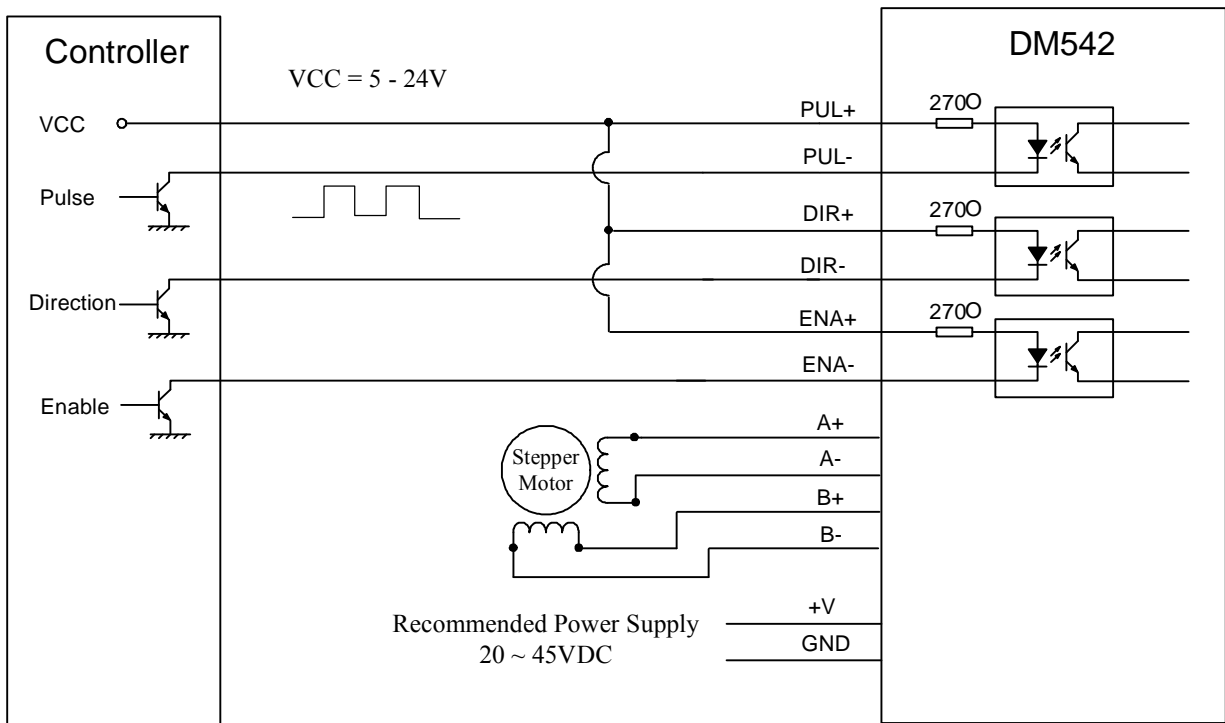 Controller
DM542
VCC = 5 - 24V
VCC
PUL+
270O
PUL-
Pulse
DIR+
270O
DIR-
Direction
ENA+
270O
ENA-
Enable
A+
Stepper
Motor
A-
B+
B-
+V
Recommended Power Supply
20 ~ 45VDC
GND